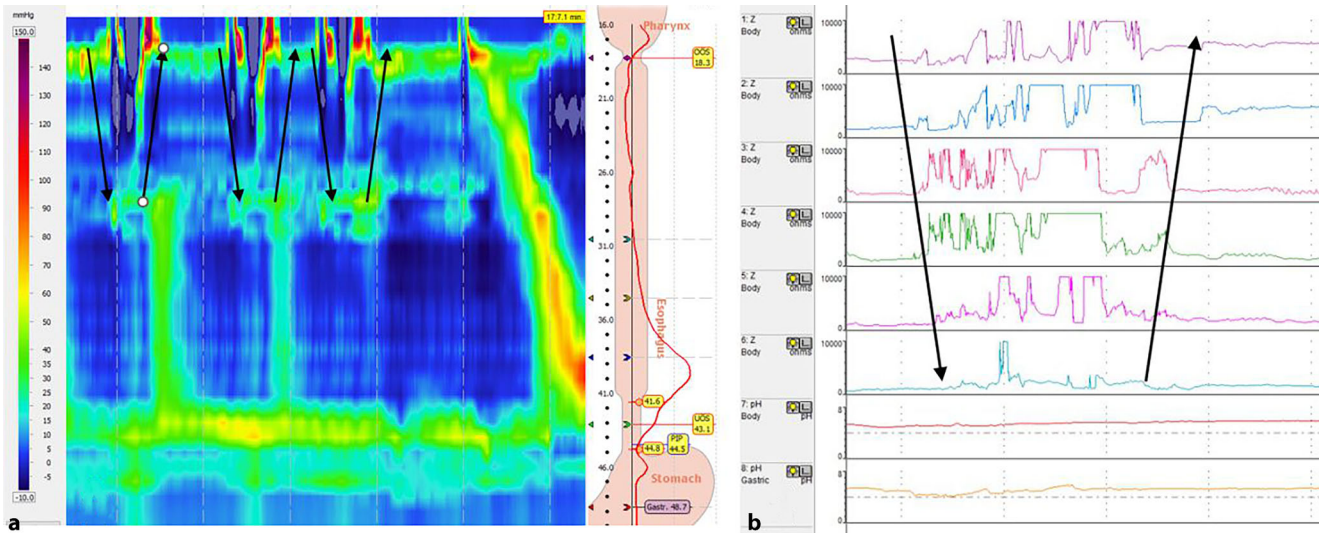 mmHg
150.0
140
130
120
110
100
90
80
70
60
50
45
40
35
30
25
20
15
10
5
0
-5
-10.0
17:7.1 min.
16.0
Pharynx
OOS
18.3
21.0
26.0
31.0
Esophagus
36.0
41.0
41.6
UOS
43.1
PIP
44.5
44.8
46.0
Stomach
Gastr. 48.7
a
1: Z
Body
ohms
10000
0
2: Z
Body
ohms
10000
0
3: Z
Body
ohms
10000
0
4: Z
Body
ohms
10000
0
5: Z
Body
ohms
10000
0
6: Z
Body
ohms
10000
0
7: pH
Body
pH
8
0
8: pH
Gastric
pH
8
0
b